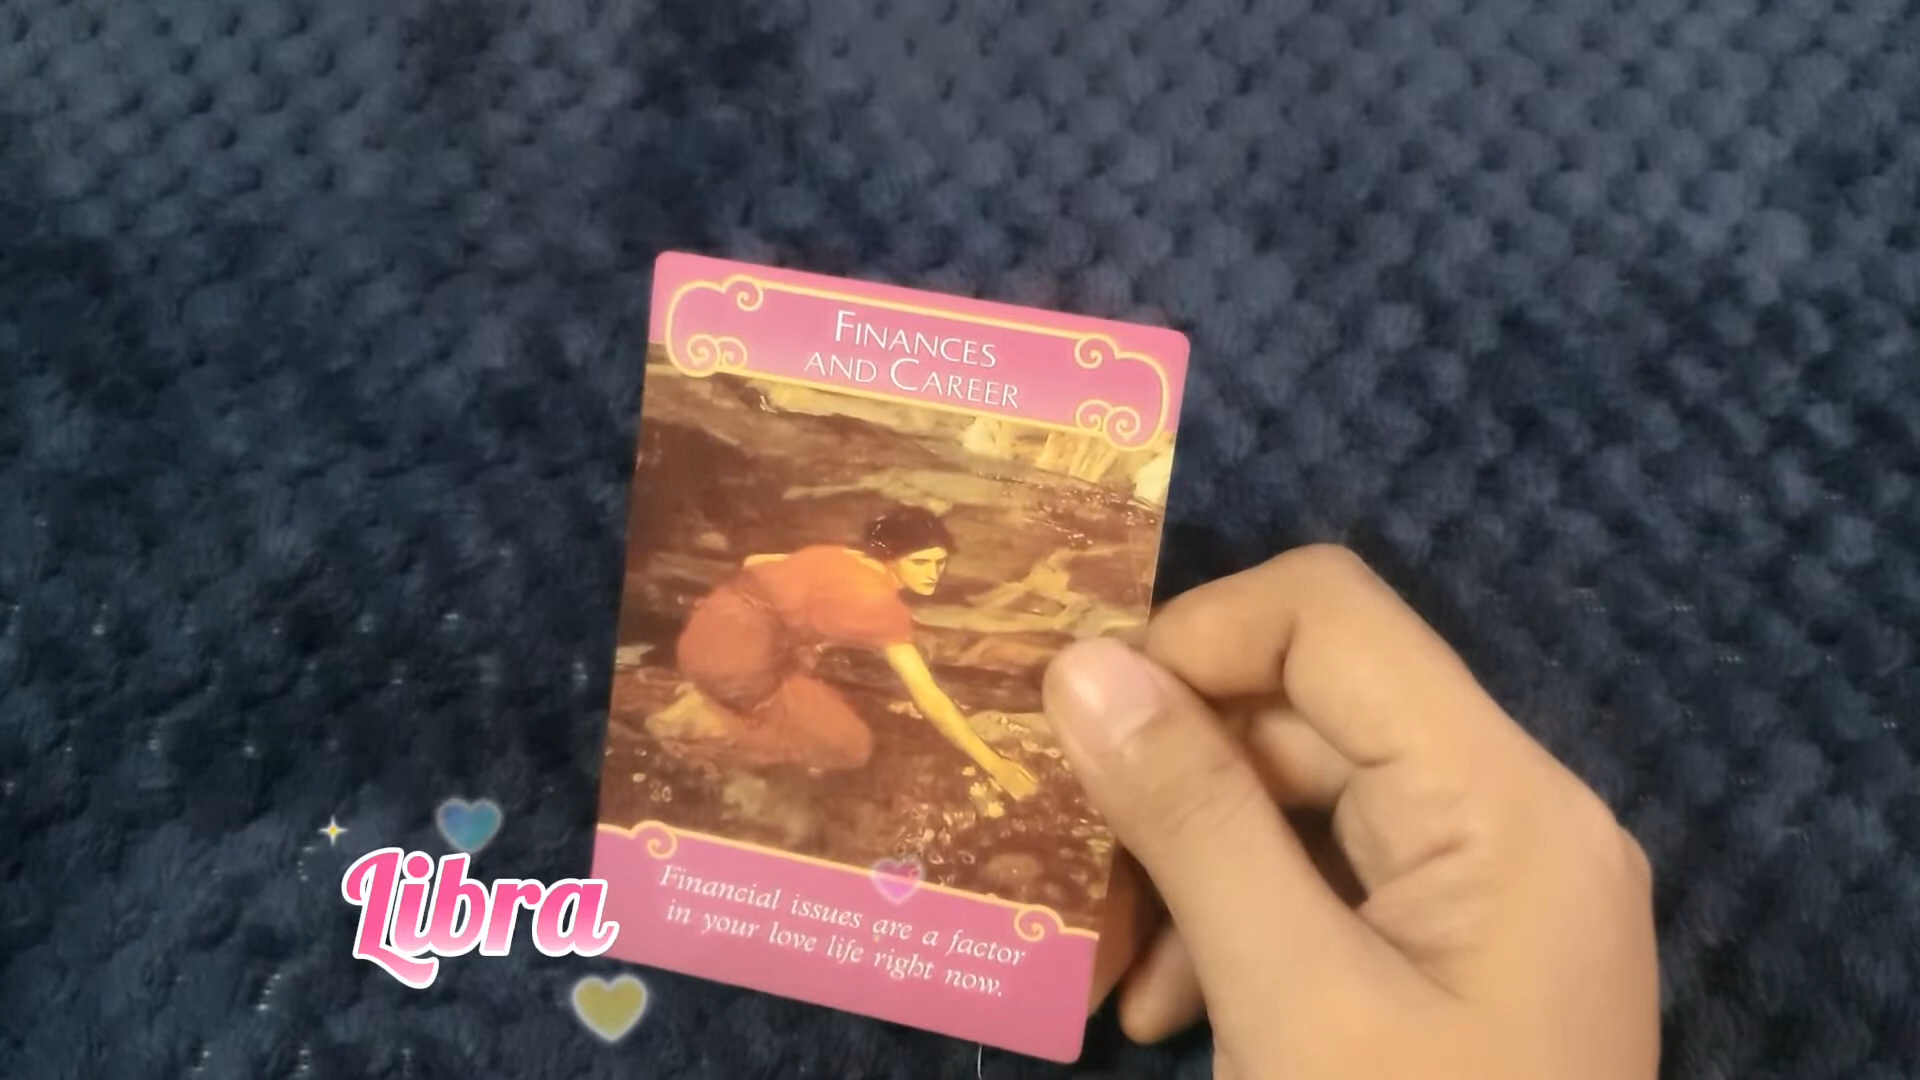 FINANCES
AND CAREER
Financial issues are a factor
in your love life right now.
Libra